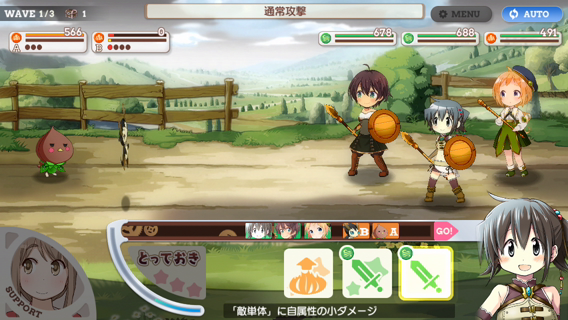 WAVE 1/3 1
通常攻撃
MENU
AUTO
566
A
0
B
678
688
491
B A GO!
とっておき
SUPPORT
「敵単体」に自属性の小ダメージ